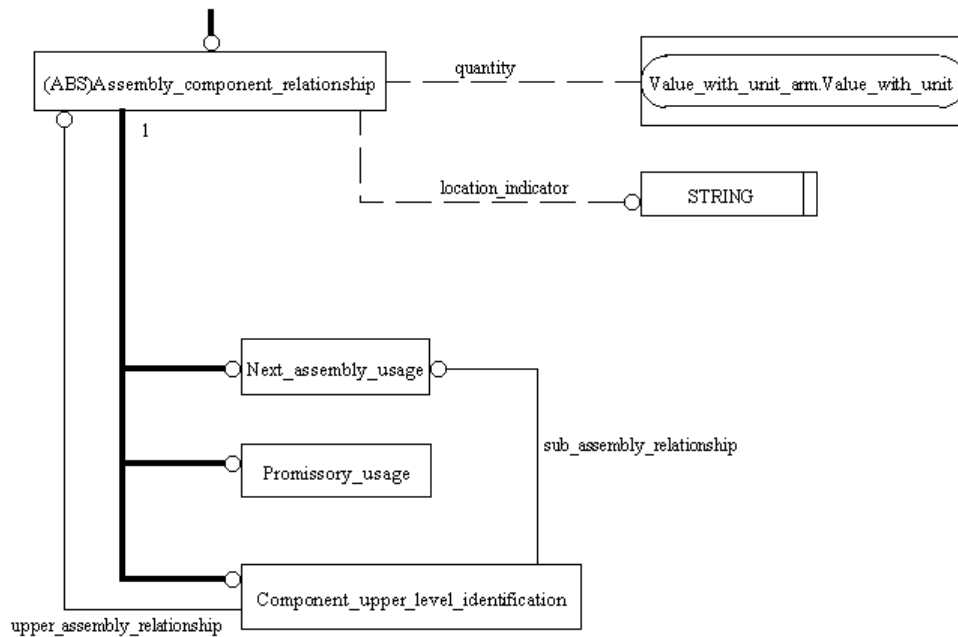 (ABS)Assembly_component_relationship
quantity
Value_with_unit_arm.Value_with_unit
1
location_indicator
STRING
Next_assembly_usage
sub_assembly_relationship
Promissory_usage
Component_upper_level_identification
upper_assembly_relationship